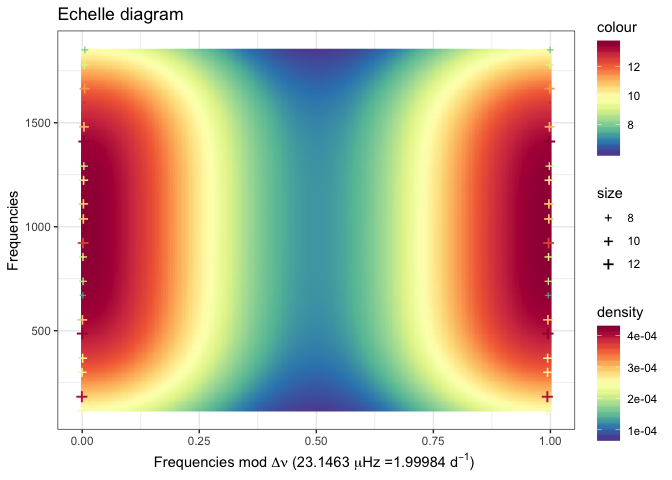 Echelle diagram
Frequencies
1500
1000
500
0.00 0.25 0.50 0.75 1.00
Frequencies mod Δν (23.1463 μHz =1.99984 d⁻¹)
colour
12
10
8
size
8
10
12
density
4e-04
3e-04
2e-04
1e-04